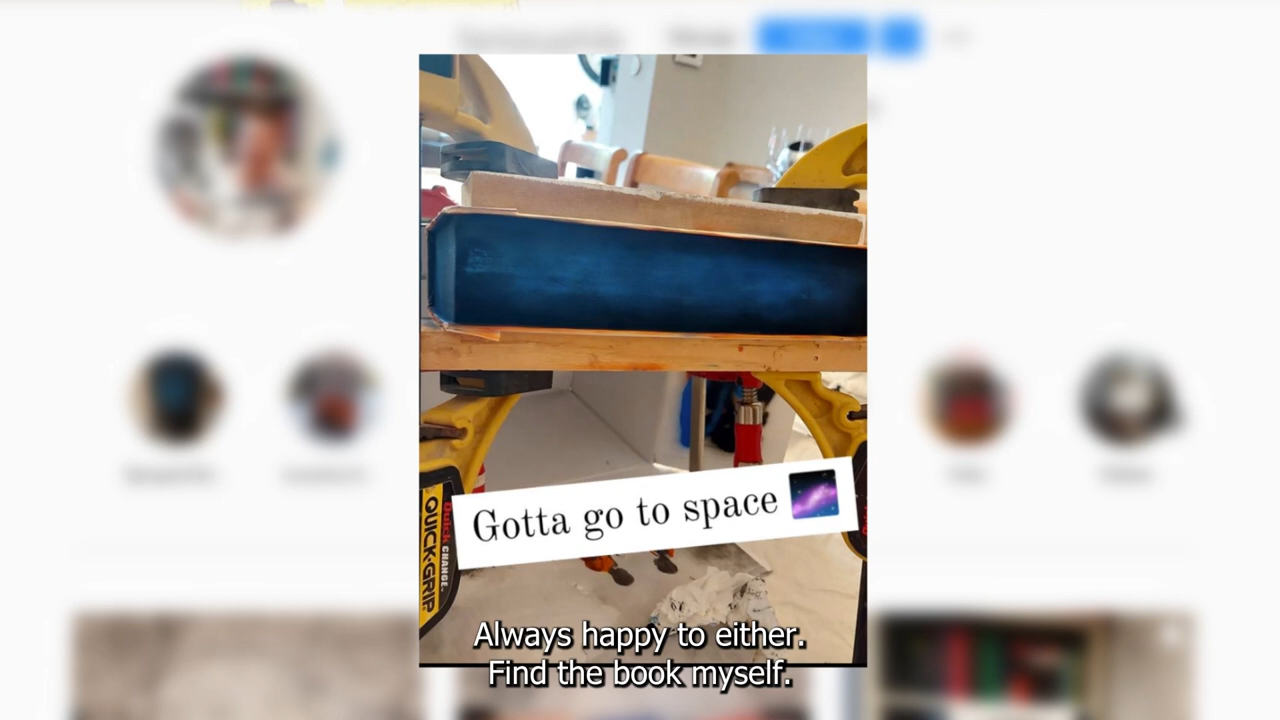 Gotta go to space
Quick CHANGE.
QUICK-GRIP
Always happy to either.
Find the book myself.